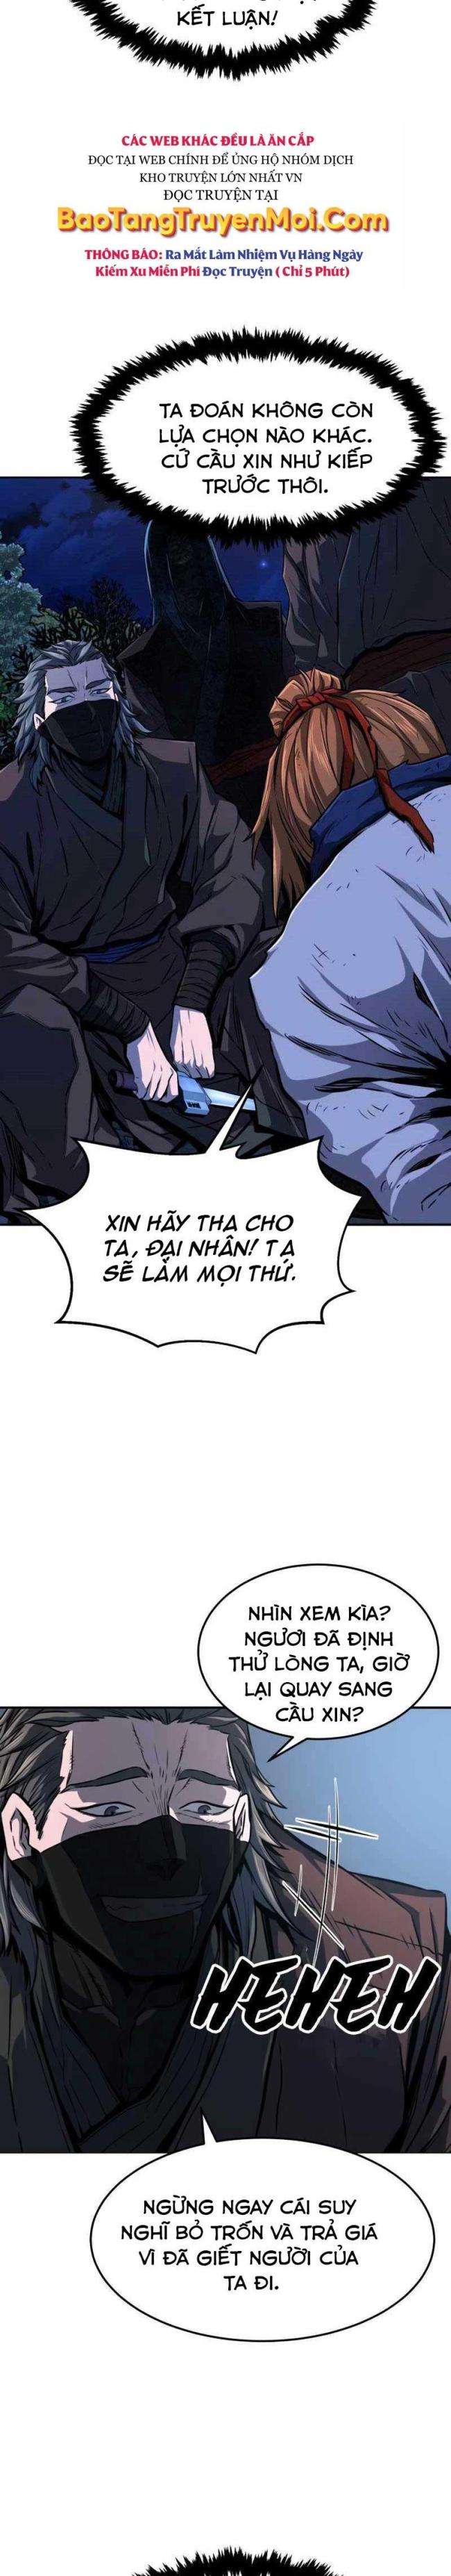 KẾT LUẬN!
CÁC WEB KHÁC ĐỀU LÀ ĂN CẮP
ĐỌC TẠI WEB CHÍNH ĐỂ ỦNG HỘ NHÓM DỊCH
KHO TRUYỆN LỚN NHẤT VN
ĐỌC TRUYỆN TẠI
BaoTangTruyenMoi.Com
THÔNG BÁO: Ra Mắt Làm Nhiệm Vụ Hàng Ngày
Kiếm Xu Miễn Phí Đọc Truyện ( Chỉ 5 Phút)
TA ĐOÁN KHÔNG CÒN
LỰA CHỌN NÀO KHÁC.
CỨ CẦU XIN NHƯ KIẾP
TRƯỚC THÔI.
XIN HÃY THA CHO
TA, ĐẠI NHÂN! TA
SẼ LÀM MỌI THỨ.
NHÌN XEM KÌA?
NGƯƠI ĐÃ ĐỊNH
THỬ LÒNG TA, GIỜ
LẠI QUAY SANG
CẦU XIN?
HEHEH
NGỪNG NGAY CÁI SUY
NGHĨ BỎ TRỐN VÀ TRẢ GIÁ
VÌ ĐÃ GIẾT NGƯỜI CỦA
TA ĐI.